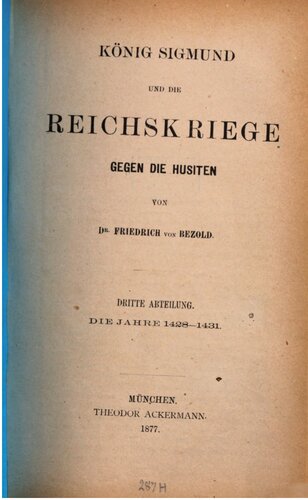 KÖNIG SIGMUND
UND DIE
REICHSKRIEGE
GEGEN DIE HUSITEN
VON
DR. FRIEDRICH VON BEZOLD.
DRITTE ABTEILUNG.
DIE JAHRE 1428—1431.
MÜNCHEN.
THEODOR ACKERMANN.
1877.
287 H